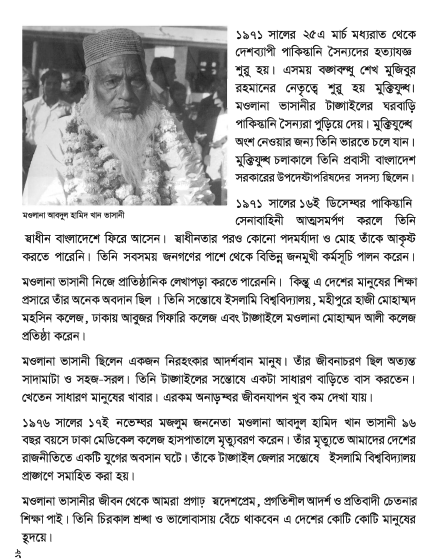 ১৯৭১ সালের ২৫এ মার্চ মধ্যরাত থেকে
দেশব্যাপী পাকিস্তানি সৈন্যদের হত্যাযজ্ঞ
শুরু হয়। এসময় বঙ্গবন্ধু শেখ মুজিবুর
রহমানের নেতৃত্বে শুরু হয় মুক্তিযুদ্ধ।
মওলানা ভাসানীর টাঙ্গাইলের ঘরবাড়ি
পাকিস্তানি সৈন্যরা পুড়িয়ে দেয়। মুক্তিযুদ্ধে
অংশ নেওয়ার জন্য তিনি ভারতে চলে যান।
মুক্তিযুদ্ধ চলাকালে তিনি প্রবাসী বাংলাদেশ
সরকারের উপদেষ্টাপরিষদের সদস্য ছিলেন।
মওলানা আবদুল হামিদ খান ভাসানী
১৯৭১ সালের ১৬ই ডিসেম্বর পাকিস্তানি
সেনাবাহিনী আত্মসমর্পণ করলে তিনি
স্বাধীন বাংলাদেশে ফিরে আসেন। স্বাধীনতার পরও কোনো পদমর্যাদা ও মোহ তাঁকে আকৃষ্ট
করতে পারেনি। তিনি সবসময় জনগণের পাশে থেকে বিভিন্ন জনমুখী কর্মসূচি পালন করেন।
মওলানা ভাসানী নিজে প্রাতিষ্ঠানিক লেখাপড়া করতে পারেননি। কিন্তু এ দেশের মানুষের শিক্ষা
প্রসারে তাঁর অনেক অবদান ছিল । তিনি সন্তোষে ইসলামি বিশ্ববিদ্যালয়, মহীপুরে হাজী মোহাম্মদ
মহসিন কলেজ, ঢাকায় আবুজর গিফারি কলেজ এবং টাঙ্গাইলে মওলানা মোহাম্মদ আলী কলেজ
প্রতিষ্ঠা করেন।
মওলানা ভাসানী ছিলেন একজন নিরহংকার আদর্শবান মানুষ। তাঁর জীবনাচরণ ছিল অত্যন্ত
সাদামাটা ও সহজ-সরল। তিনি টাঙ্গাইলের সন্তোষে একটা সাধারণ বাড়িতে বাস করতেন।
খেতেন সাধারণ মানুষের খাবার। এরকম অনাড়ম্বর জীবনযাপন খুব কম দেখা যায়।
১৯৭৬ সালের ১৭ই নভেম্বর মজলুম জননেতা মওলানা আবদুল হামিদ খান ভাসানী ৯৬
বছর বয়সে ঢাকা মেডিকেল কলেজ হাসপাতালে মৃত্যুবরণ করেন। তাঁর মৃত্যুতে আমাদের দেশের
রাজনীতিতে একটি যুগের অবসান ঘটে। তাঁকে টাঙ্গাইল জেলার সন্তোষে ইসলামি বিশ্ববিদ্যালয়
প্রাঙ্গণে সমাহিত করা হয়।
মওলানা ভাসানীর জীবন থেকে আমরা প্রগাঢ় স্বদেশপ্রেম, প্রগতিশীল আদর্শ ও প্রতিবাদী চেতনার
শিক্ষা পাই। তিনি চিরকাল শ্রদ্ধা ও ভালোবাসায় বেঁচে থাকবেন এ দেশের কোটি কোটি মানুষের
হৃদয়ে।